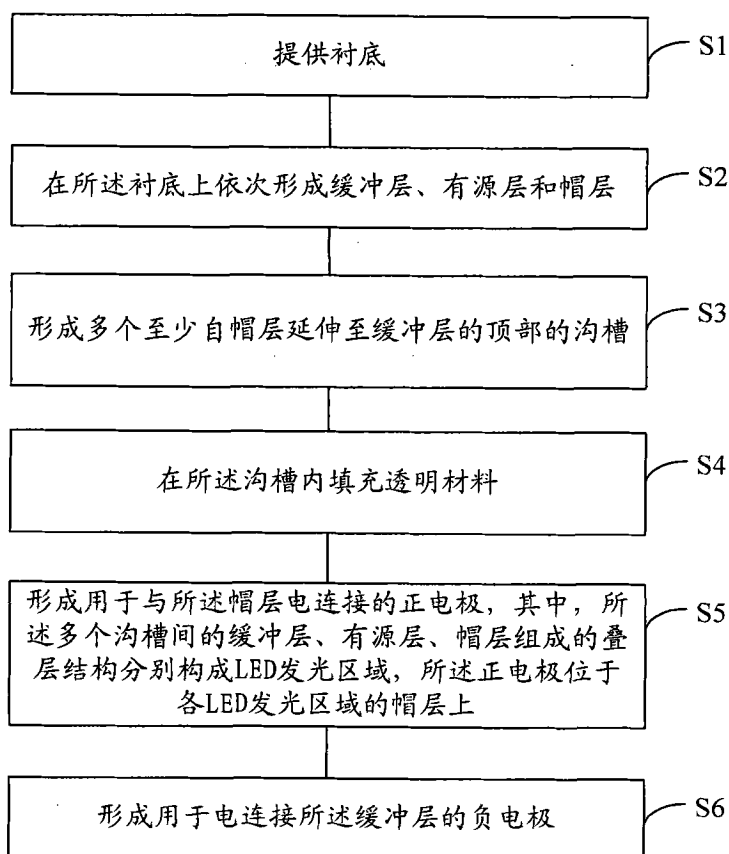 提供衬底
S1
在所述衬底上依次形成缓冲层、有源层和帽层
S2
形成多个至少自帽层延伸至缓冲层的顶部的沟槽
S3
在所述沟槽内填充透明材料
S4
形成用于与所述帽层电连接的正电极，其中，所
述多个沟槽间的缓冲层、有源层、帽层组成的叠
层结构分别构成LED发光区域，所述正电极位于
各LED发光区域的帽层上
S5
形成用于电连接所述缓冲层的负电极
S6